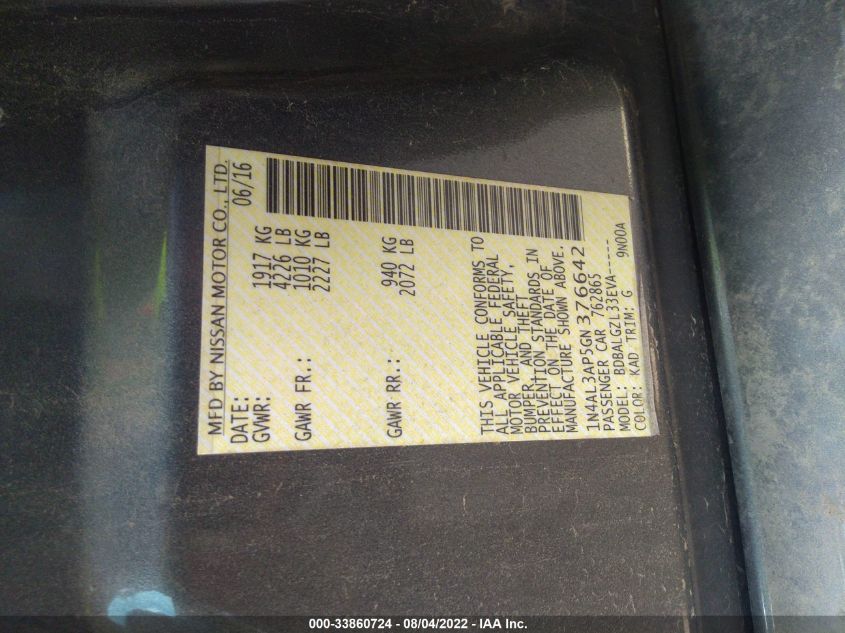 MFD BY NISSAN MOTOR CO., LTD.
DATE: 06/16
GVWR: 1917 KG
4226 LB
GAWR FR.: 1010 KG
2227 LB
GAWR RR.: 940 KG
2072 LB
THIS VEHICLE CONFORMS TO
ALL APPLICABLE FEDERAL
MOTOR VEHICLE SAFETY,
BUMPER, AND THEFT
PREVENTION STANDARDS IN
EFFECT ON THE DATE OF
MANUFACTURE SHOWN ABOVE.
1N4AL3AP5GN376642
PASSENGER CAR 762865
MODEL: BDBALGZL33EVA-----
COLOR: KAD TRIM: G 9N00A
000-33860724 - 08/04/2022 - IAA Inc.